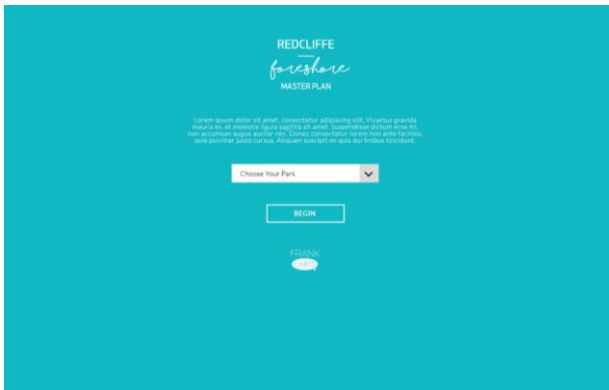 REDCLIFFE
foreshore
MASTER PLAN
Lorem ipsum dolor sit amet, consectetur adipiscing elit. Vivamus gravida
mauris ex, et molestie ligula sagittis sit amet. Suspendisse dictum eros mi,
non accumsan augue auctor nec. Donec consectetur lorem non ante facilisis,
quis pulvinar justo cursus. Aliquam suscipit mi quis dui finibus tincidunt.
Choose Your Park
BEGIN
FRANK
CHATS